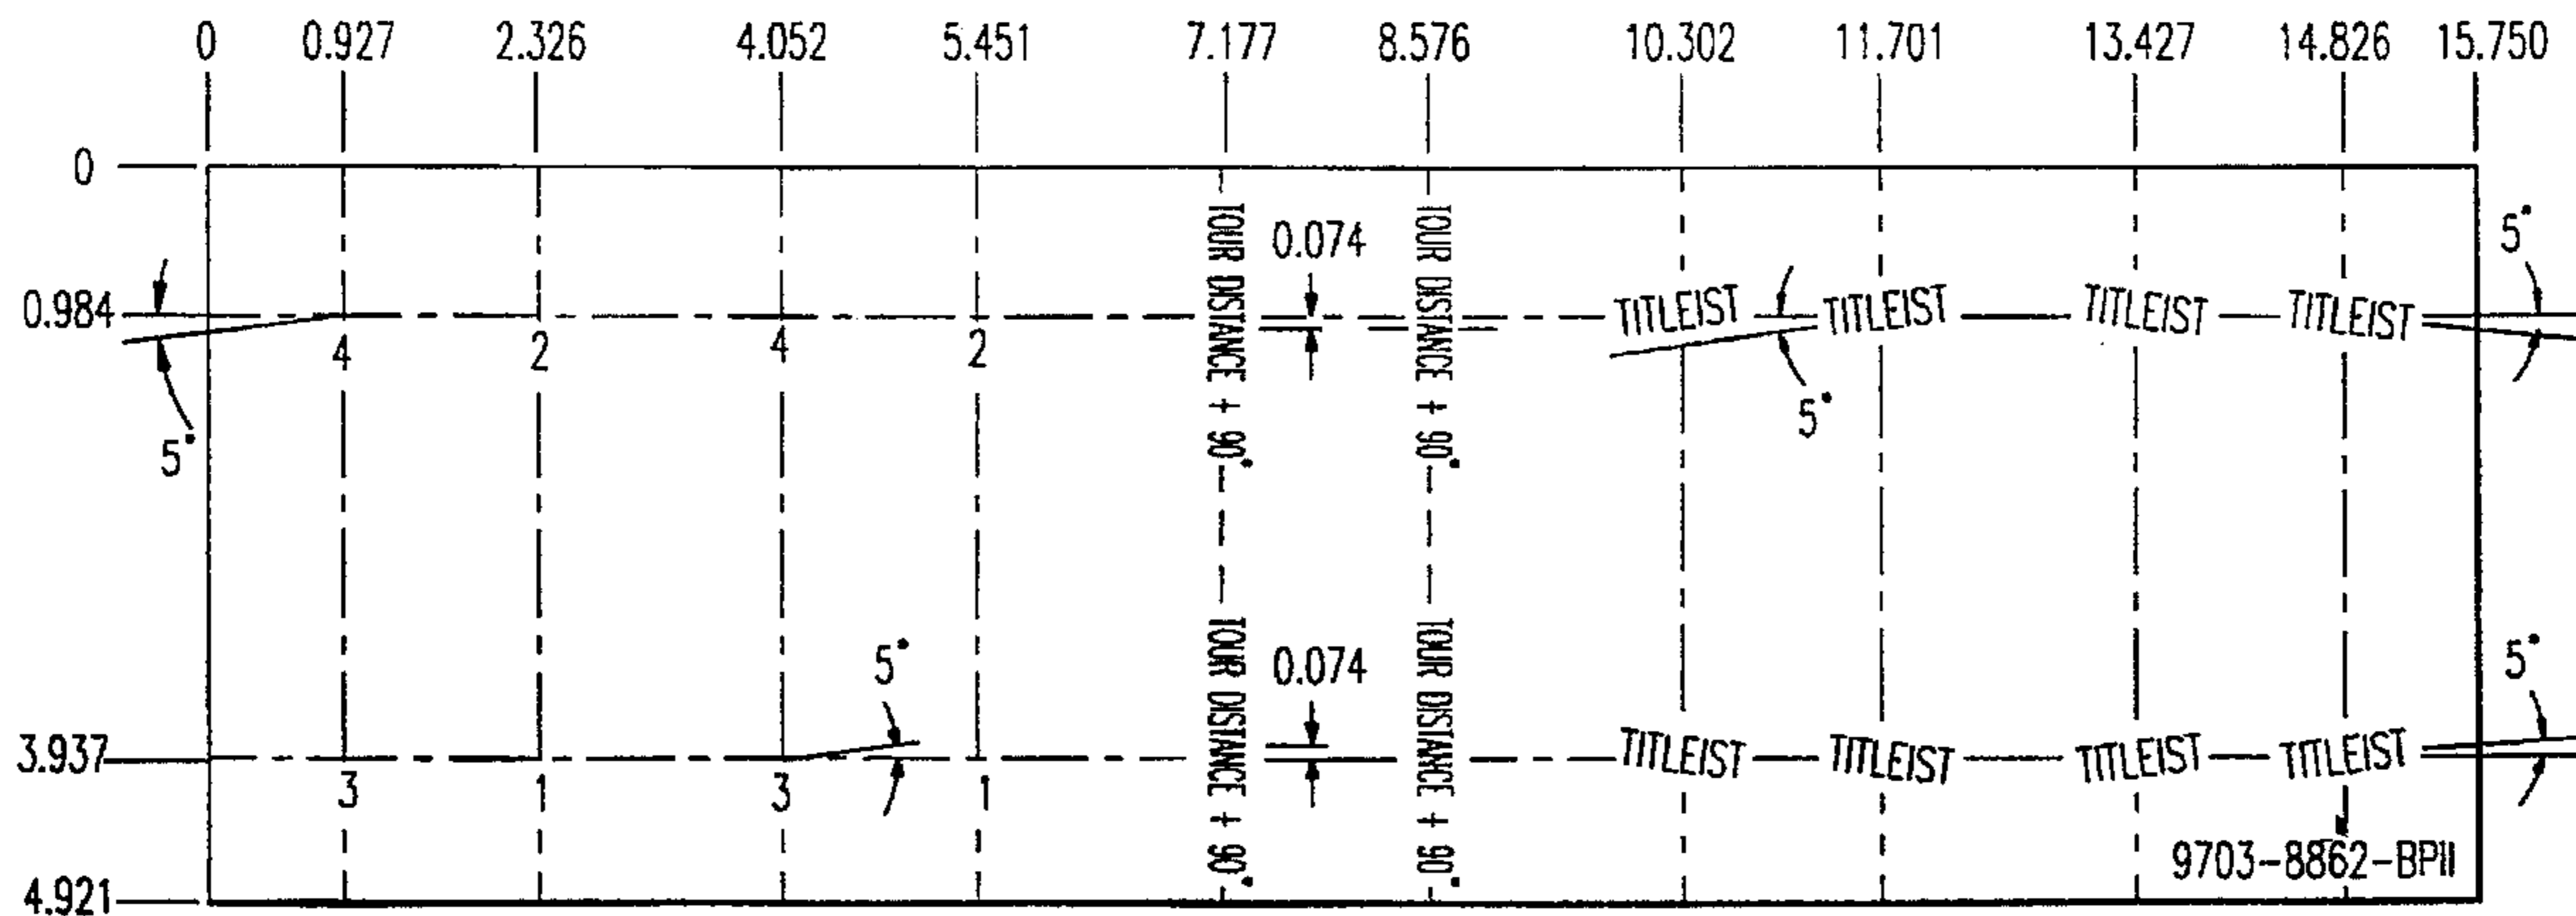 0 0.927 2.326 4.052 5.451 7.177 8.576 10.302 11.701 13.427 14.826 15.750
0
TOUR DISTANCE + 90°
TOUR DISTANCE + 90°
0.074
5°
0.984
TITLEIST TITLEIST TITLEIST TITLEIST
4 2 4 2
5°
5°
TOUR DISTANCE + 90°
TOUR DISTANCE + 90°
5°
0.074
5°
3.937
TITLEIST TITLEIST TITLEIST TITLEIST
3 1 3 1
9703-8862-BPII
4.921